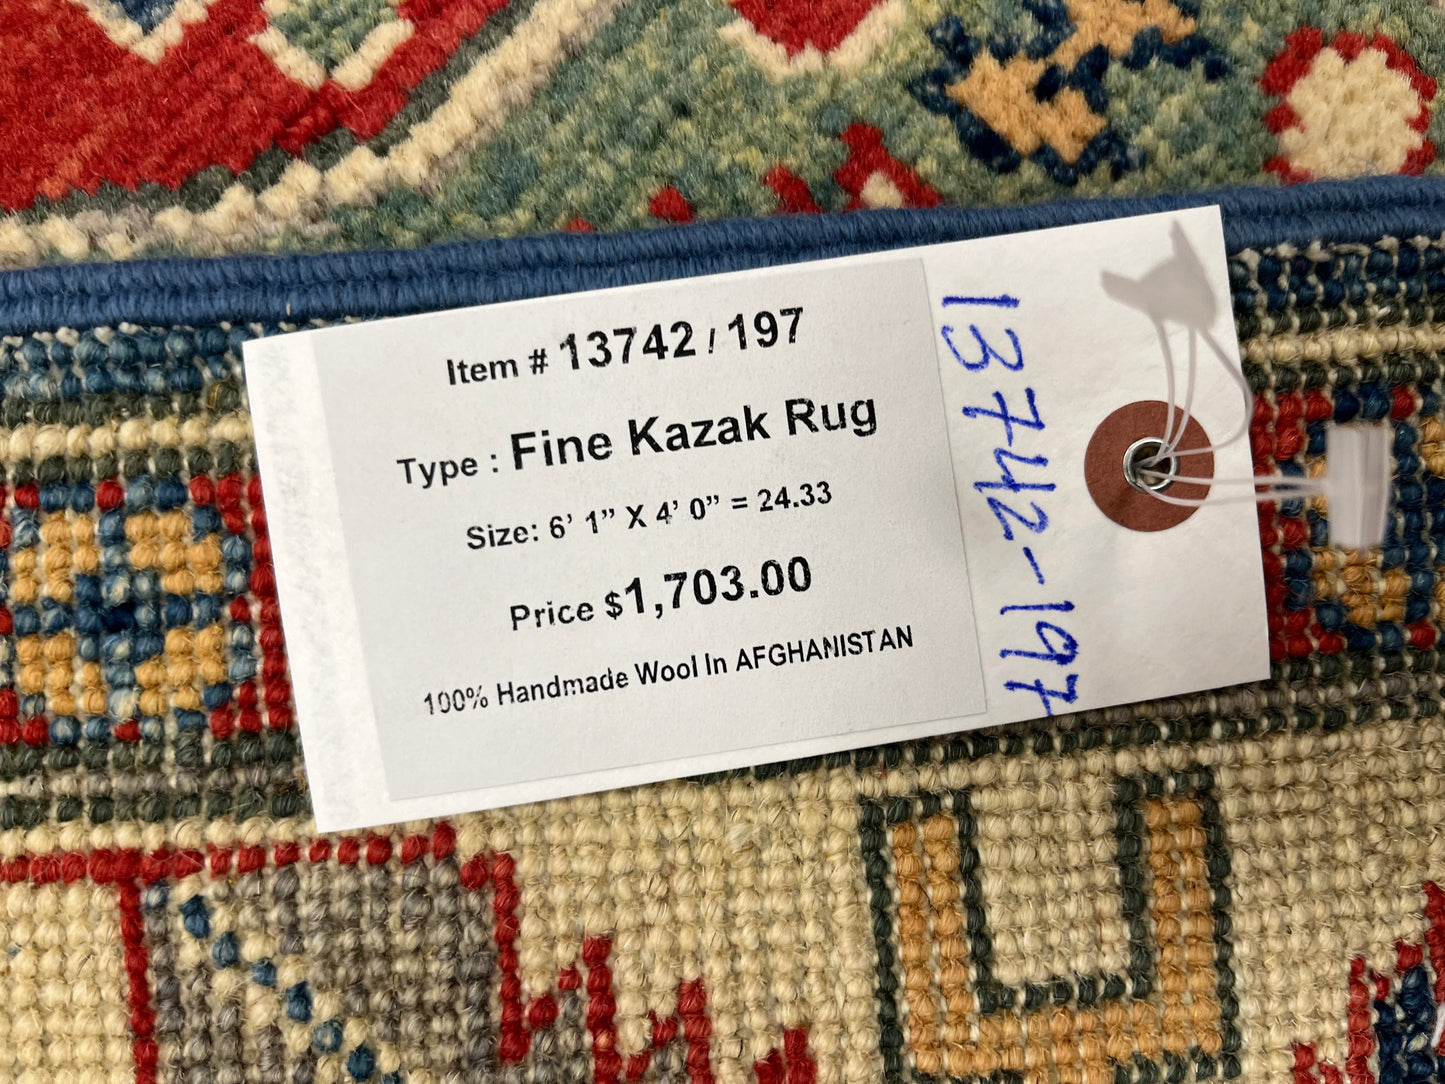 Item # 13742 / 197
Type : Fine Kazak Rug
Size: 6’ 1” X 4’ 0” = 24.33
Price $1,703.00
100% Handmade Wool In AFGHANISTAN
13742-197